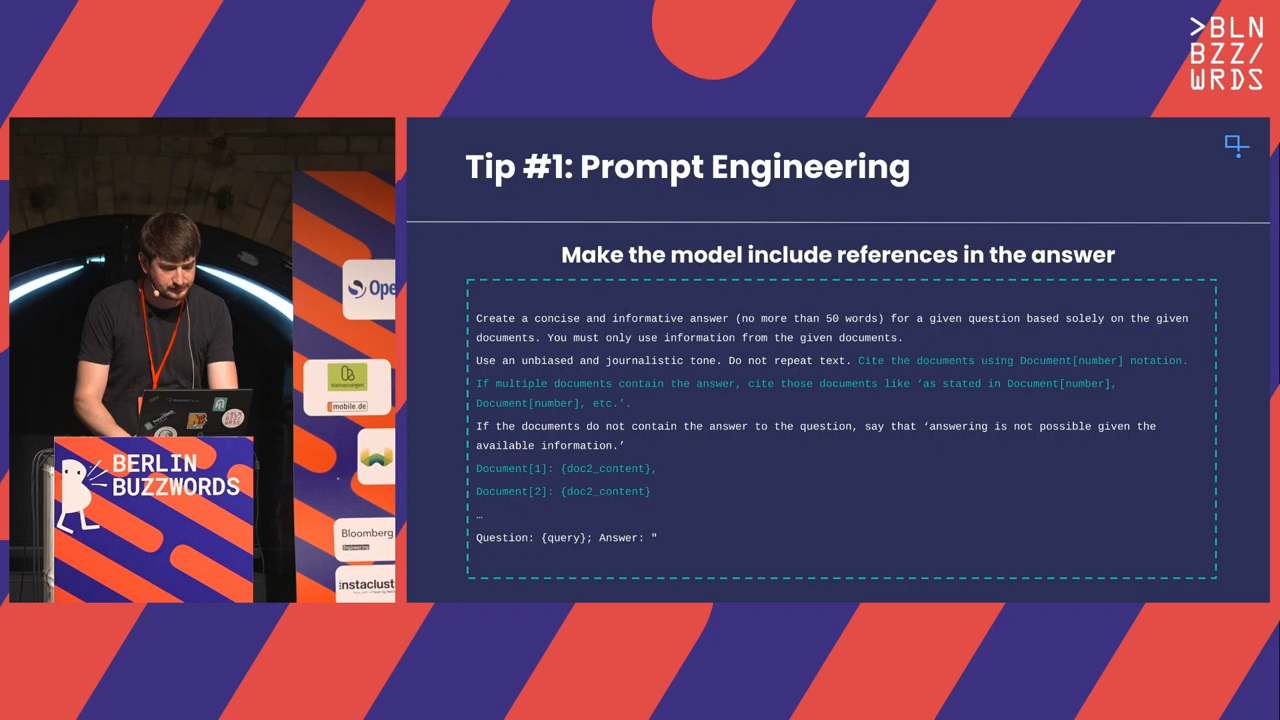 >BLN
BZZ/
WRDS
Tip #1: Prompt Engineering
Make the model include references in the answer
Create a concise and informative answer (no more than 50 words) for a given question based solely on the given
documents. You must only use information from the given documents.
Use an unbiased and journalistic tone. Do not repeat text. Cite the documents using Document[number] notation.
If multiple documents contain the answer, cite those documents like ‘as stated in Document[number],
Document[number], etc.’.
If the documents do not contain the answer to the question, say that ‘answering is not possible given the
available information.’
Document[1]: {doc2_content},
Document[2]: {doc2_content}
…
Question: {query}; Answer: "
Ope
kleinanzeigen
mobile.de
BERLIN
BUZZWORDS
Bloomberg
Engineering
instaclust